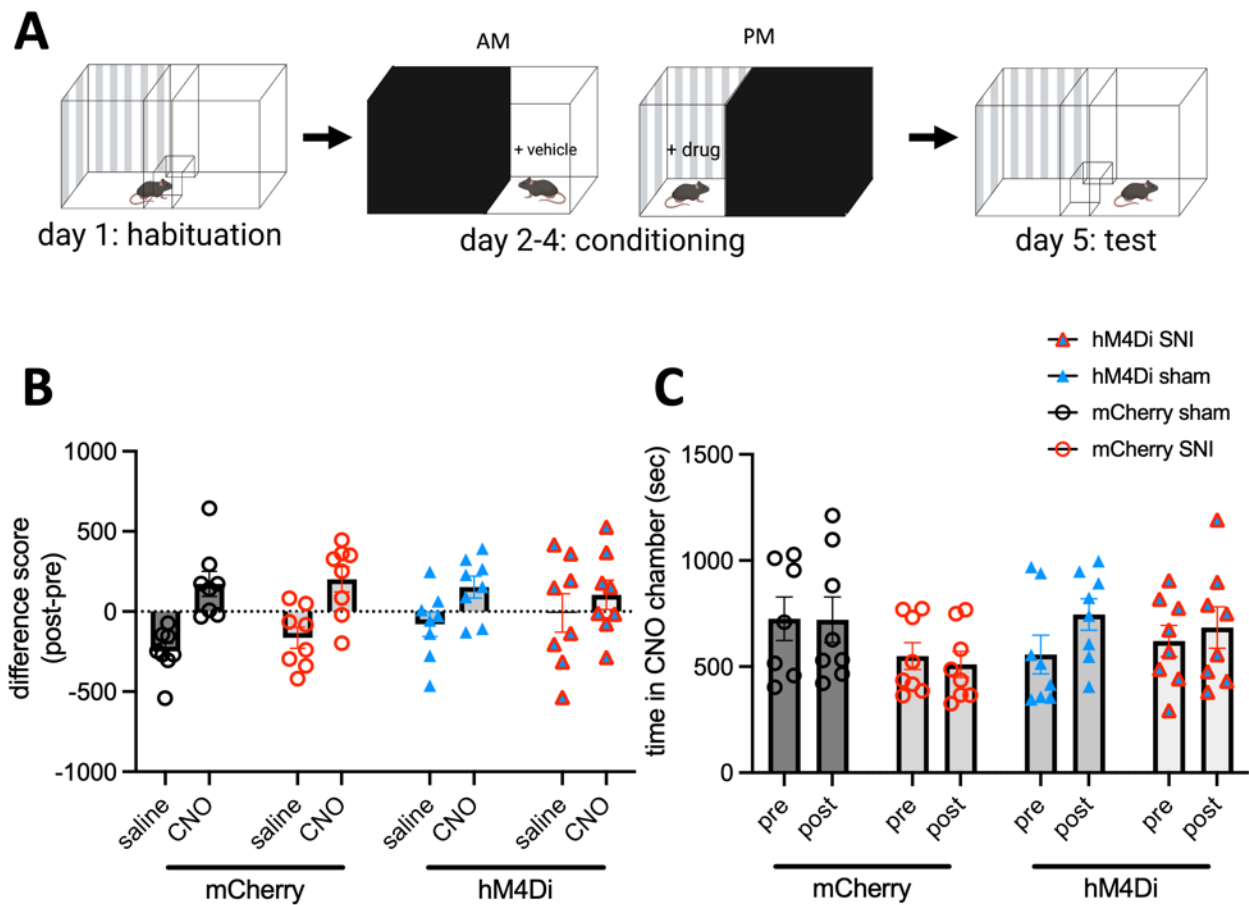 A
AM
PM
+ vehicle
+ drug
day 1: habituation
day 2-4: conditioning
day 5: test
hM4Di SNI
hM4Di sham
mCherry sham
mCherry SNI
B
difference score
(post-pre)
1000
500
0
-500
-1000
saline
CNO
saline
CNO
saline
CNO
saline
CNO
mCherry
hM4Di
C
time in CNO chamber (sec)
1500
1000
500
0
pre
post
pre
post
pre
post
pre
post
mCherry
hM4Di